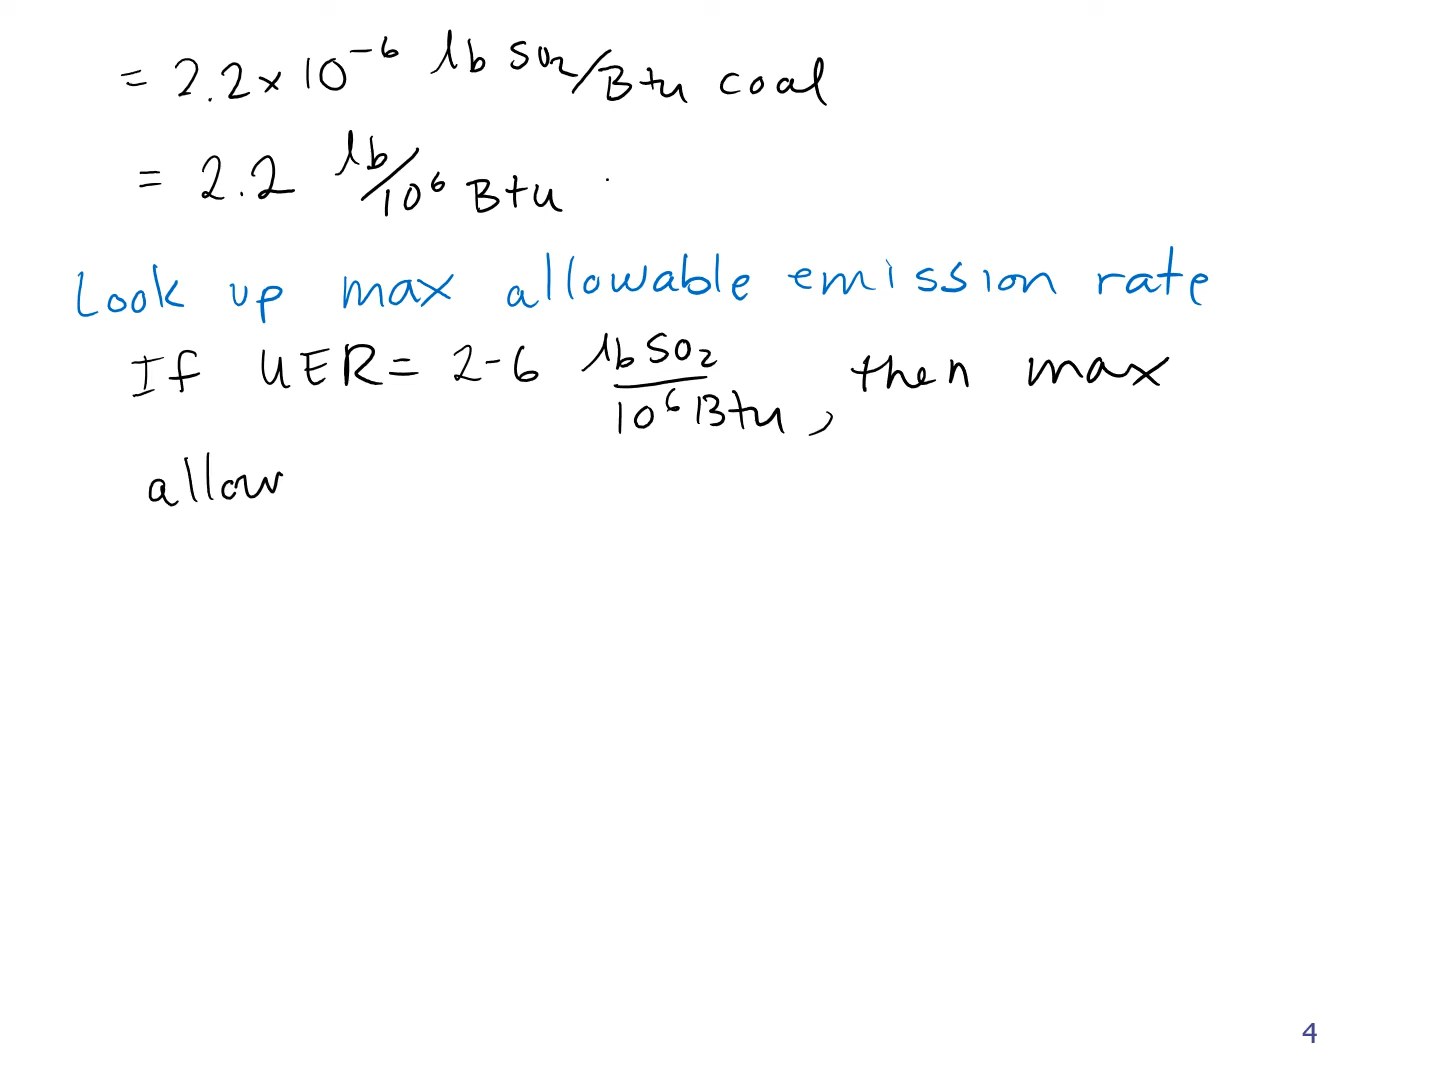 = 2.2 x 10⁻⁶ lb SO₂/Btu coal
= 2.2 lb/10⁶ Btu
Look up max allowable emission rate
If UER = 2-6 lb SO₂/10⁶ Btu, then max
allow
4